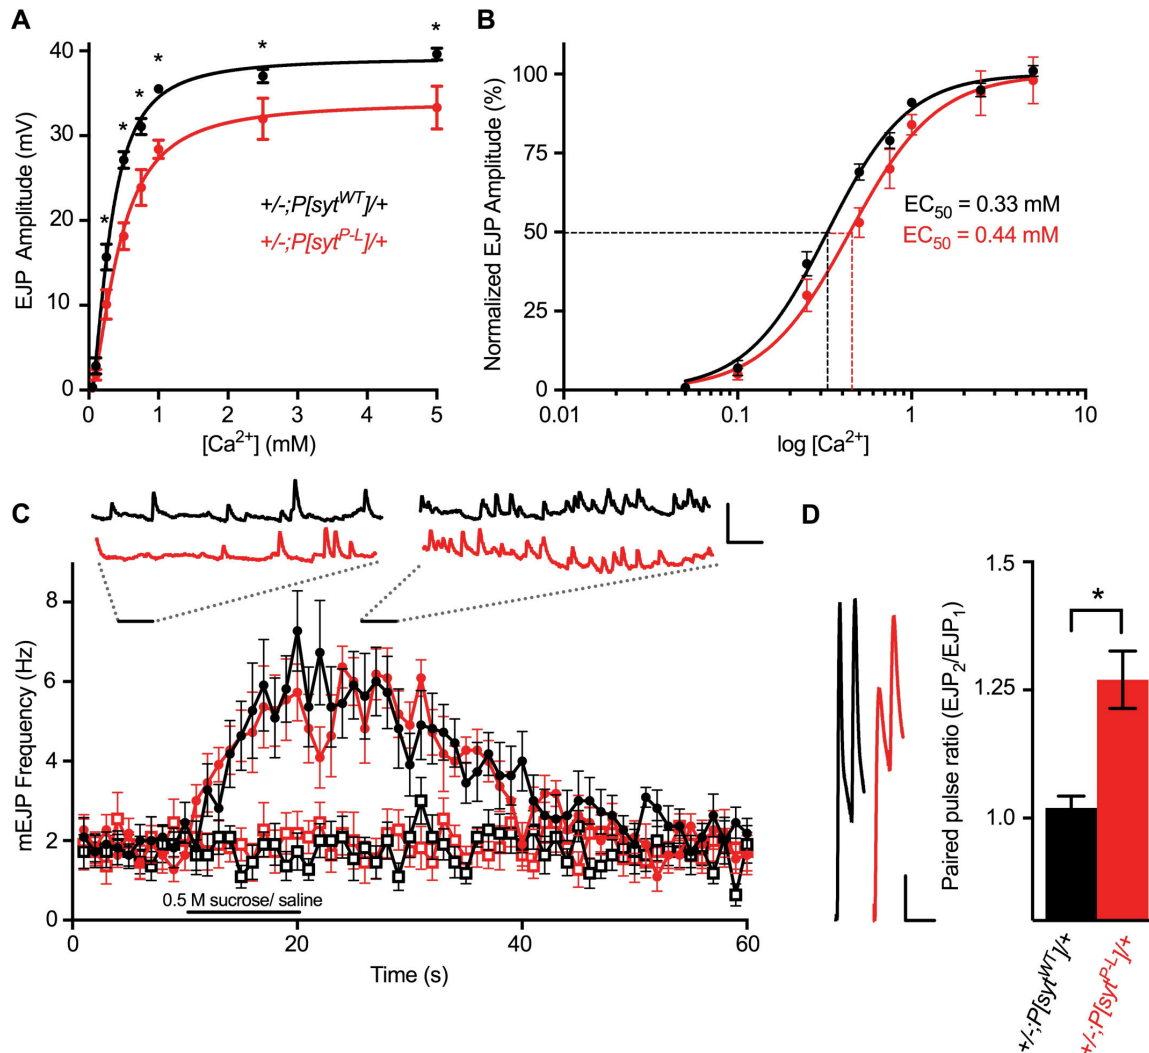 A
EJP Amplitude (mV)
40
30
20
10
0
* * * * * * *
+/-;P[syt^WT]/+
+/-;P[syt^P-L]/+
0 1 2 3 4 5
[Ca²⁺] (mM)
B
Normalized EJP Amplitude (%)
100
75
50
25
0
EC₅₀ = 0.33 mM
EC₅₀ = 0.44 mM
0.01 0.1 1 10
log [Ca²⁺]
C
mEJP Frequency (Hz)
8
6
4
2
0
0.5 M sucrose/ saline
0 20 40 60
Time (s)
D
Paired pulse ratio (EJP₂/EJP₁)
1.5
1.25
1.0
*
+/-;P[syt^WT]/+
+/-;P[syt^P-L]/+